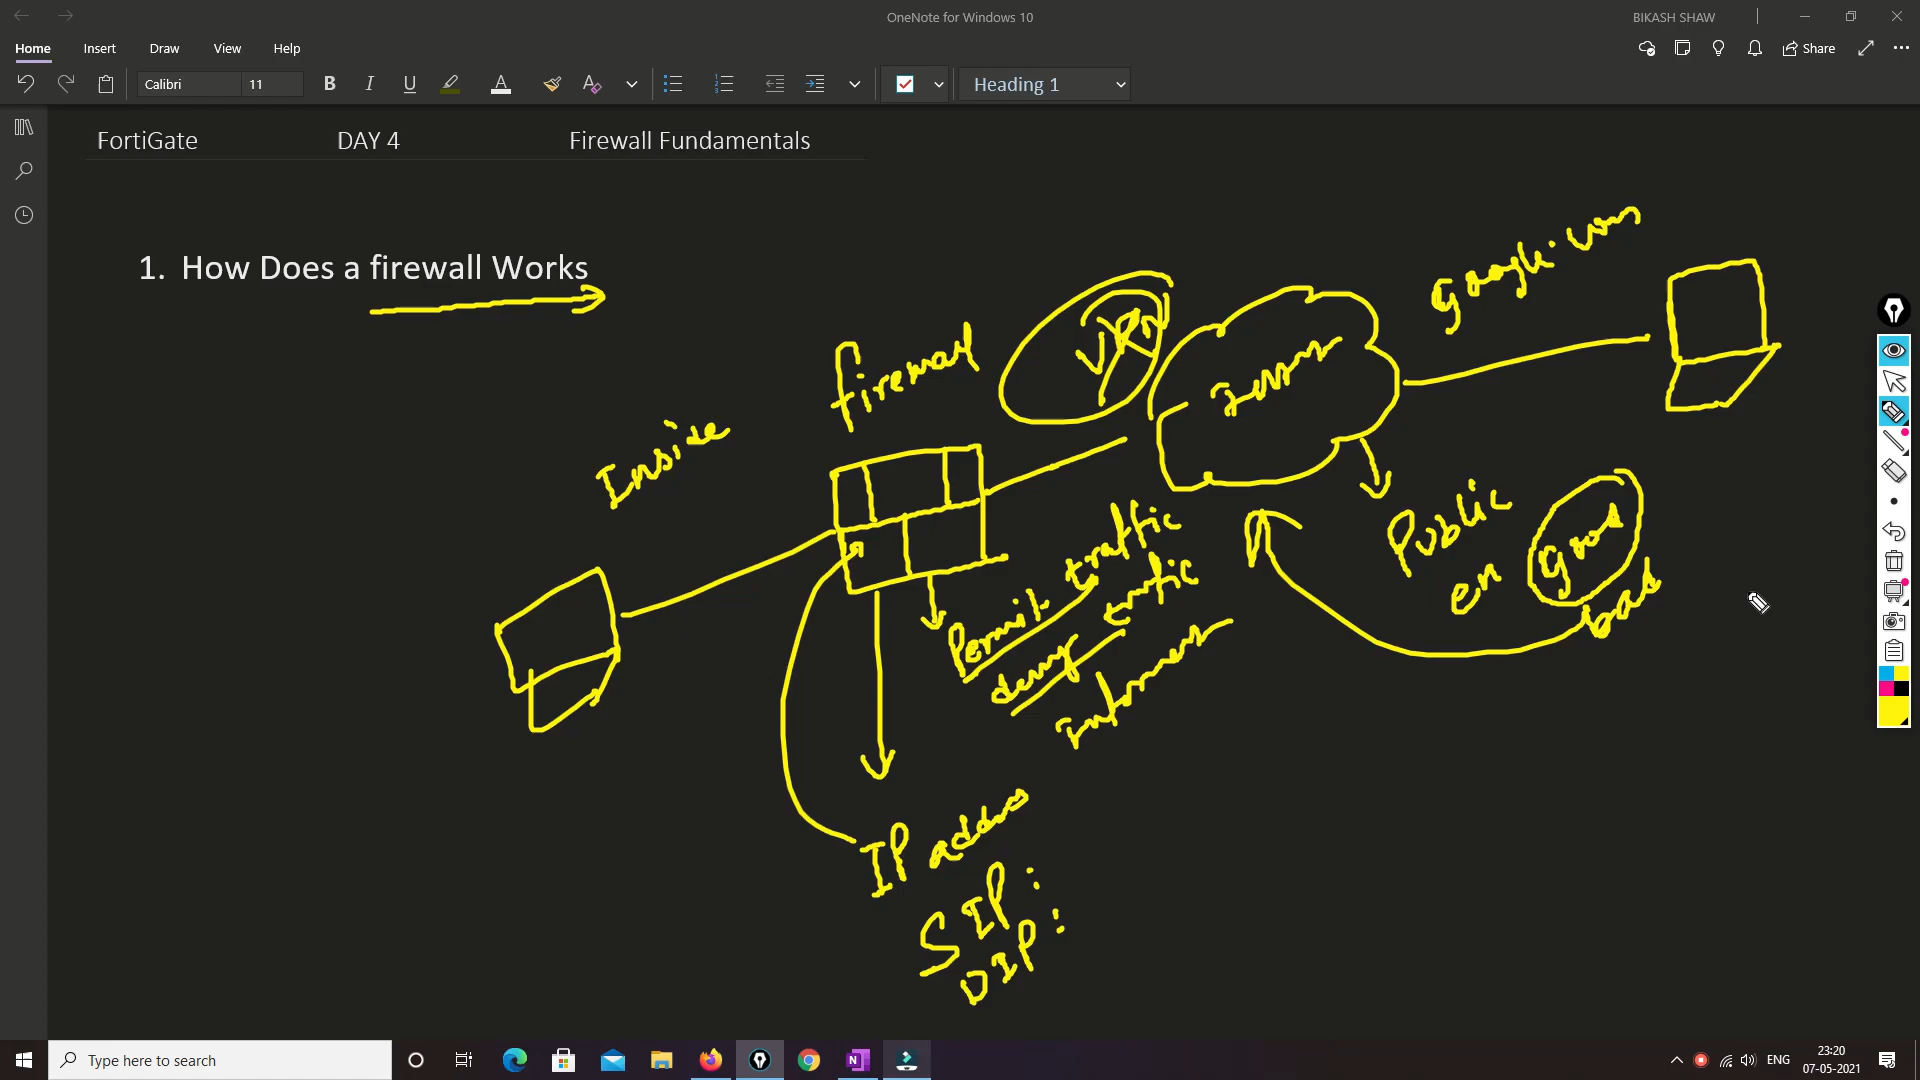 OneNote for Windows 10
BIKASH SHAW
Home Insert Draw View Help
Share
Calibri 11 B I U A A Heading 1
FortiGate DAY 4 Firewall Fundamentals
1. How Does a firewall Works
firewall
VPN
Inside
Permit traffic
deny traffic
Public
en
Good
bad
IP address
SIP:
DIP:
Type here to search
ENG
23:20
07-05-2021